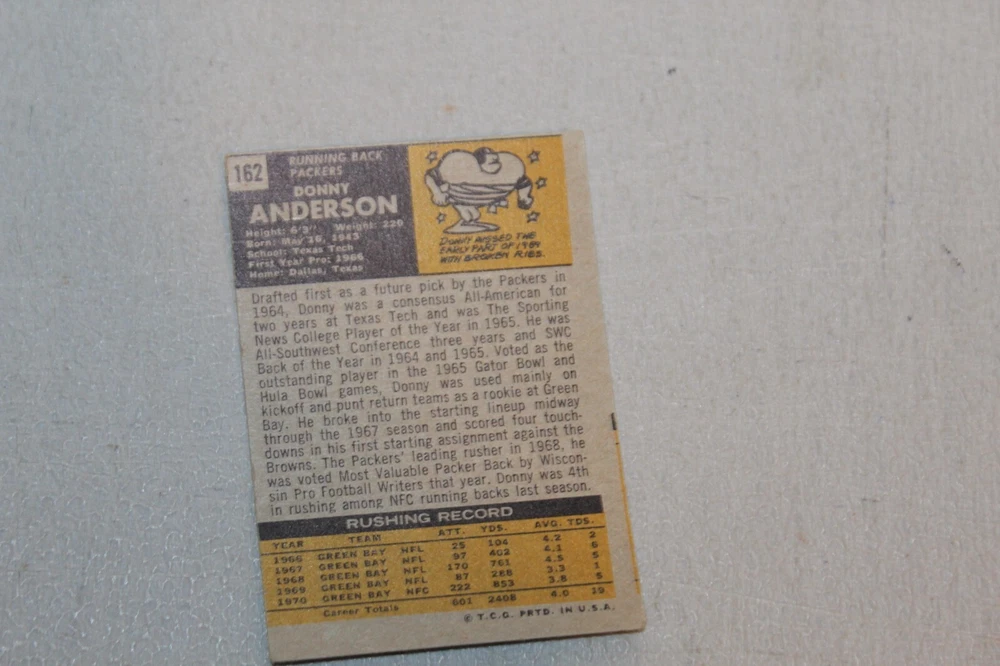 162
RUNNING BACK
PACKERS
DONNY
ANDERSON
Height: 6'3" Weight: 220
Born: May 16, 1943
School: Texas Tech
First Year Pro: 1966
Home: Dallas, Texas
DONNY MISSED THE
EARLY PART OF 1969
WITH BROKEN RIBS.
Drafted first as a future pick by the Packers in
1964, Donny was a consensus All-American for
two years at Texas Tech and was The Sporting
News College Player of the Year in 1965. He was
All-Southwest Conference three years and SWC
Back of the Year in 1964 and 1965. Voted as the
outstanding player in the 1965 Gator Bowl and
Hula Bowl games, Donny was used mainly on
kickoff and punt return teams as a rookie at Green
Bay. He broke into the starting lineup midway
through the 1967 season and scored four touch-
downs in his first starting assignment against the
Browns. The Packers' leading rusher in 1968, he
was voted Most Valuable Packer Back by Wiscon-
sin Pro Football Writers that year. Donny was 4th
in rushing among NFC running backs last season.
RUSHING RECORD
YEAR TEAM ATT. YDS. AVG. TDS.
1966 GREEN BAY NFL 25 104 4.2 2
1967 GREEN BAY NFL 97 402 4.1 6
1968 GREEN BAY NFL 170 761 4.5 5
1969 GREEN BAY NFL 87 288 3.3 1
1970 GREEN BAY NFC 222 853 3.8 5
Career Totals 601 2408 4.0 19
© T.C.G. PRTD. IN U.S.A.